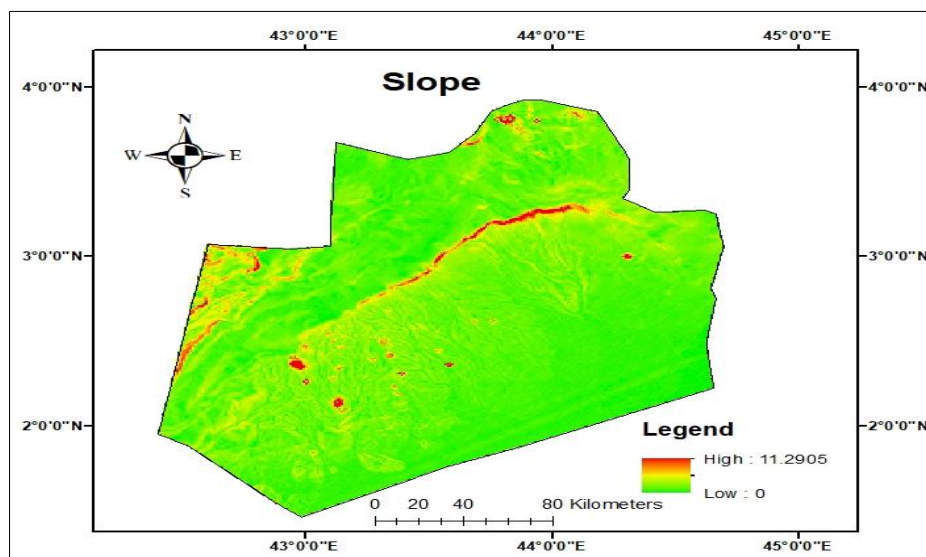 43°0'0"E 44°0'0"E 45°0'0"E
Slope
4°0'0"N 4°0'0"N
N
W E
S
3°0'0"N 3°0'0"N
2°0'0"N 2°0'0"N
Legend
High : 11.2905
Low : 0
0 20 40 80 Kilometers
43°0'0"E 44°0'0"E 45°0'0"E